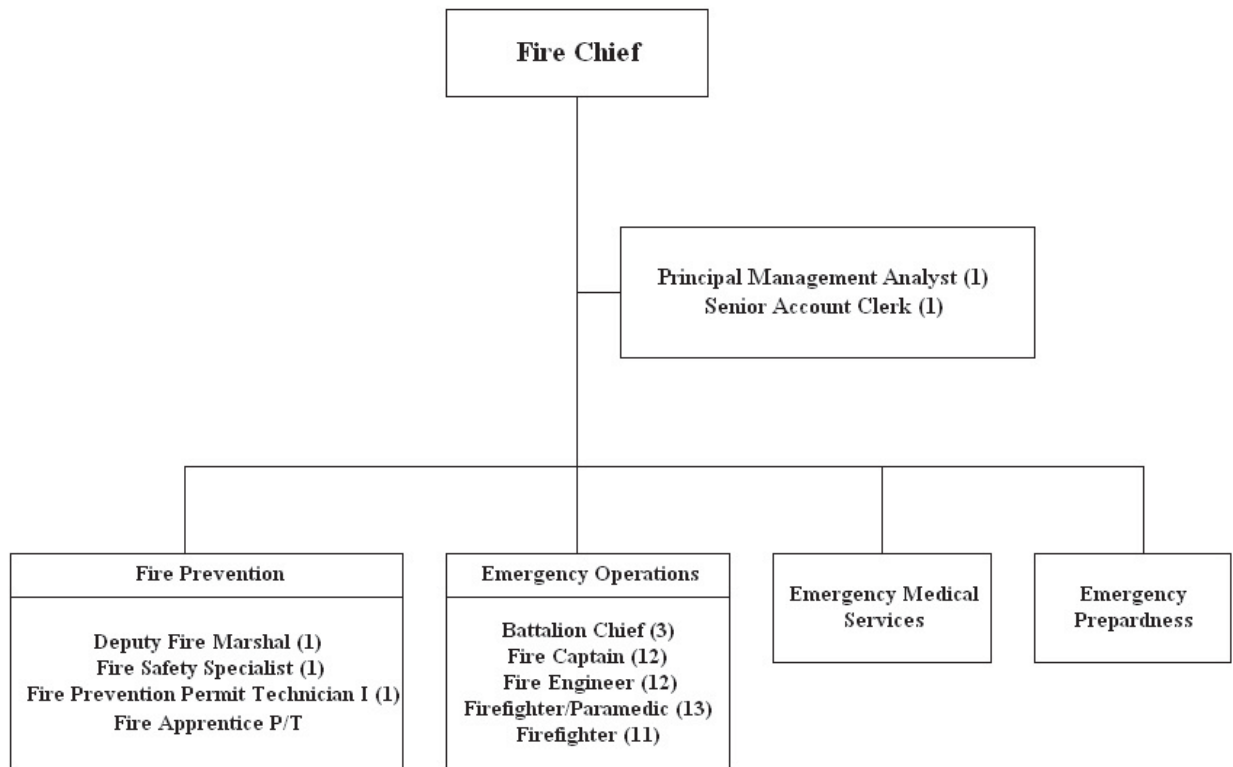 Fire Chief
Principal Management Analyst (1)
Senior Account Clerk (1)
Fire Prevention
Deputy Fire Marshal (1)
Fire Safety Specialist (1)
Fire Prevention Permit Technician I (1)
Fire Apprentice P/T
Emergency Operations
Battalion Chief (3)
Fire Captain (12)
Fire Engineer (12)
Firefighter/Paramedic (13)
Firefighter (11)
Emergency Medical
Services
Emergency
Prepardness